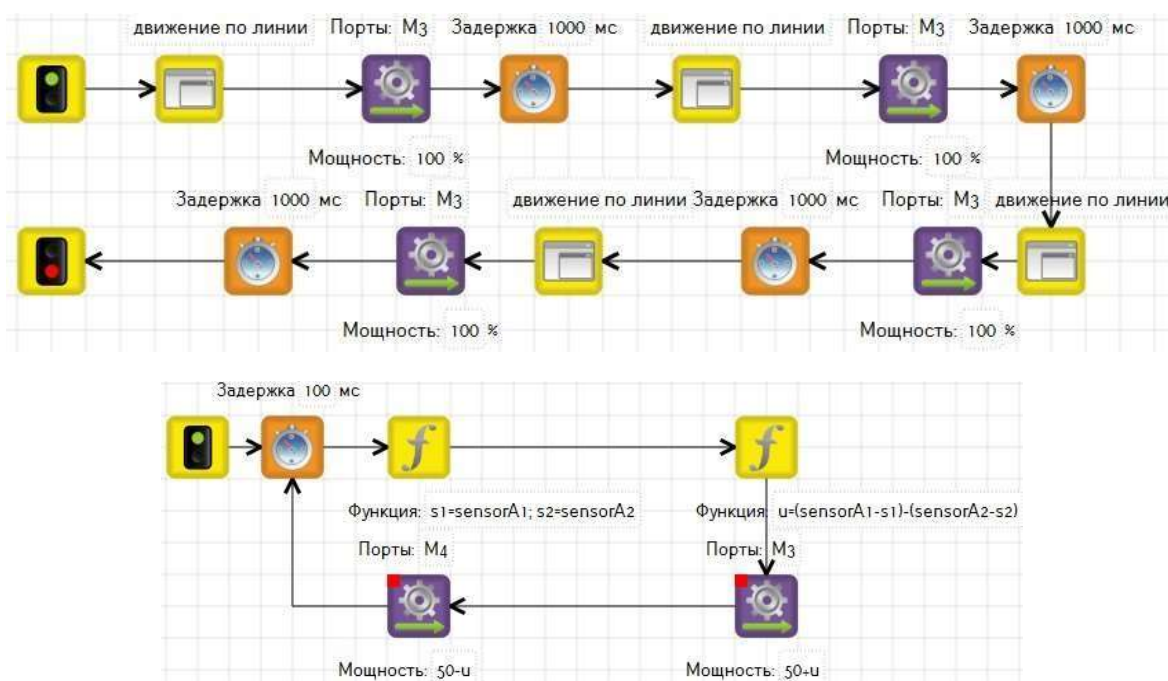 движение по линии Порты: M3 Задержка 1000 мс движение по линии Порты: M3 Задержка 1000 мс
Мощность: 100 % Мощность: 100 %
Задержка 1000 мс Порты: M3 движение по линии Задержка 1000 мс Порты: M3 движение по линии
Мощность: 100 % Мощность: 100 %
Задержка 100 мс
f f
Функция: s1=sensorA1; s2=sensorA2 Функция: u=(sensorA1-s1)-(sensorA2-s2)
Порты: M4 Порты: M3
Мощность: 50-u Мощность: 50+u